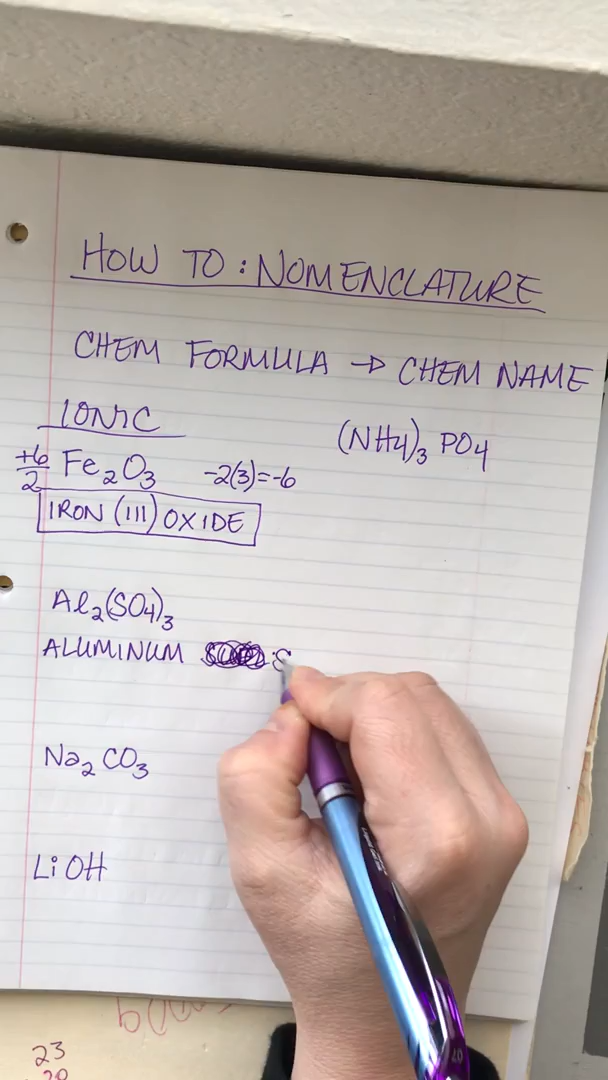 HOW TO: NOMENCLATURE
CHEM FORMULA → CHEM NAME
IONIC
(NH4)3 PO4
+6/2 Fe2O3 -2(3)=-6
IRON (III) OXIDE
Al2(SO4)3
ALUMINUM S
Na2CO3
LiOH
23